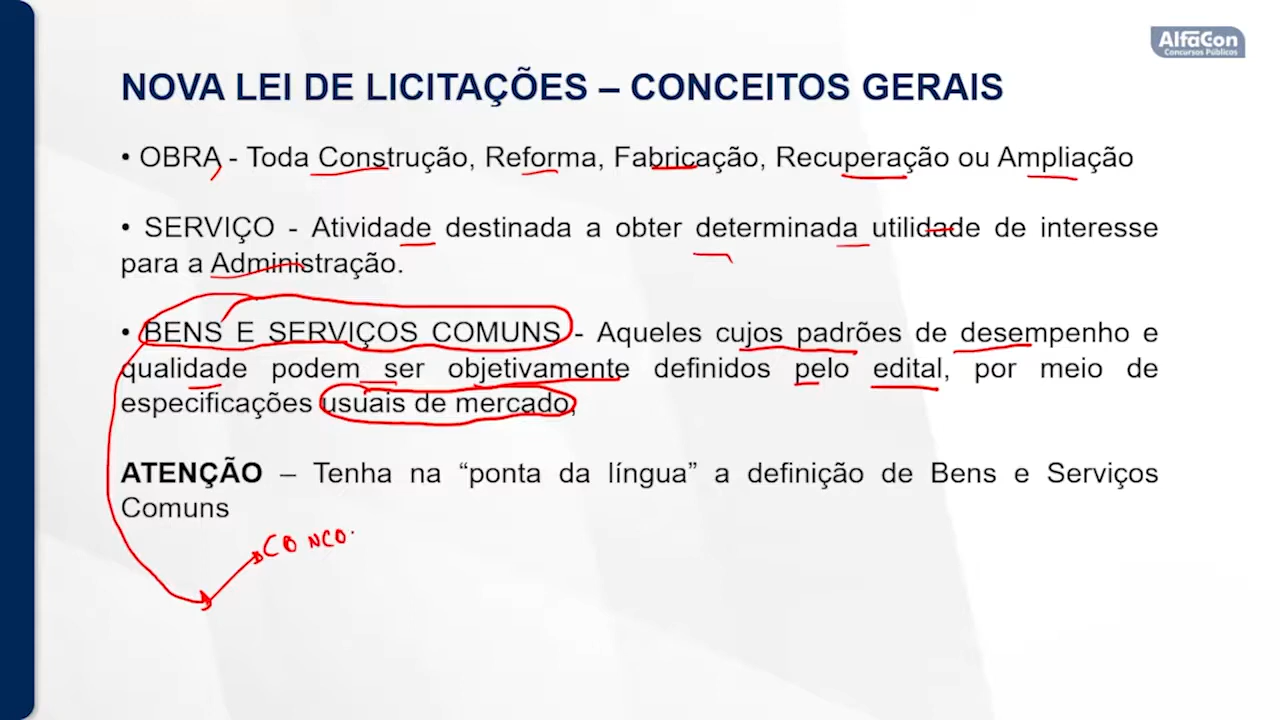 AlfaCon
Concursos Públicos
NOVA LEI DE LICITAÇÕES – CONCEITOS GERAIS
• OBRA - Toda Construção, Reforma, Fabricação, Recuperação ou Ampliação
• SERVIÇO - Atividade destinada a obter determinada utilidade de interesse
para a Administração.
• BENS E SERVIÇOS COMUNS - Aqueles cujos padrões de desempenho e
qualidade podem ser objetivamente definidos pelo edital, por meio de
especificações usuais de mercado;
ATENÇÃO – Tenha na “ponta da língua” a definição de Bens e Serviços
Comuns
CONCO